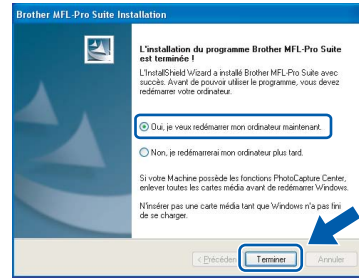 Brother MFL-Pro Suite Installation
L'installation du programme Brother MFL-Pro Suite
est terminée !
L'InstallShield Wizard a installé Brother MFL-Pro Suite avec
succès. Avant de pouvoir utiliser le programme, vous devez
redémarrer votre ordinateur.
Oui, je veux redémarrer mon ordinateur maintenant.
Non, je redémarrerai mon ordinateur plus tard.
Si votre Machine possède les fonctions PhotoCapture Center,
enlever toutes les cartes média avant de redémarrer Windows.
N'insérer pas une carte média tant que Windows n'a pas fini
de se charger.
< Précéden
Terminer
Annuler